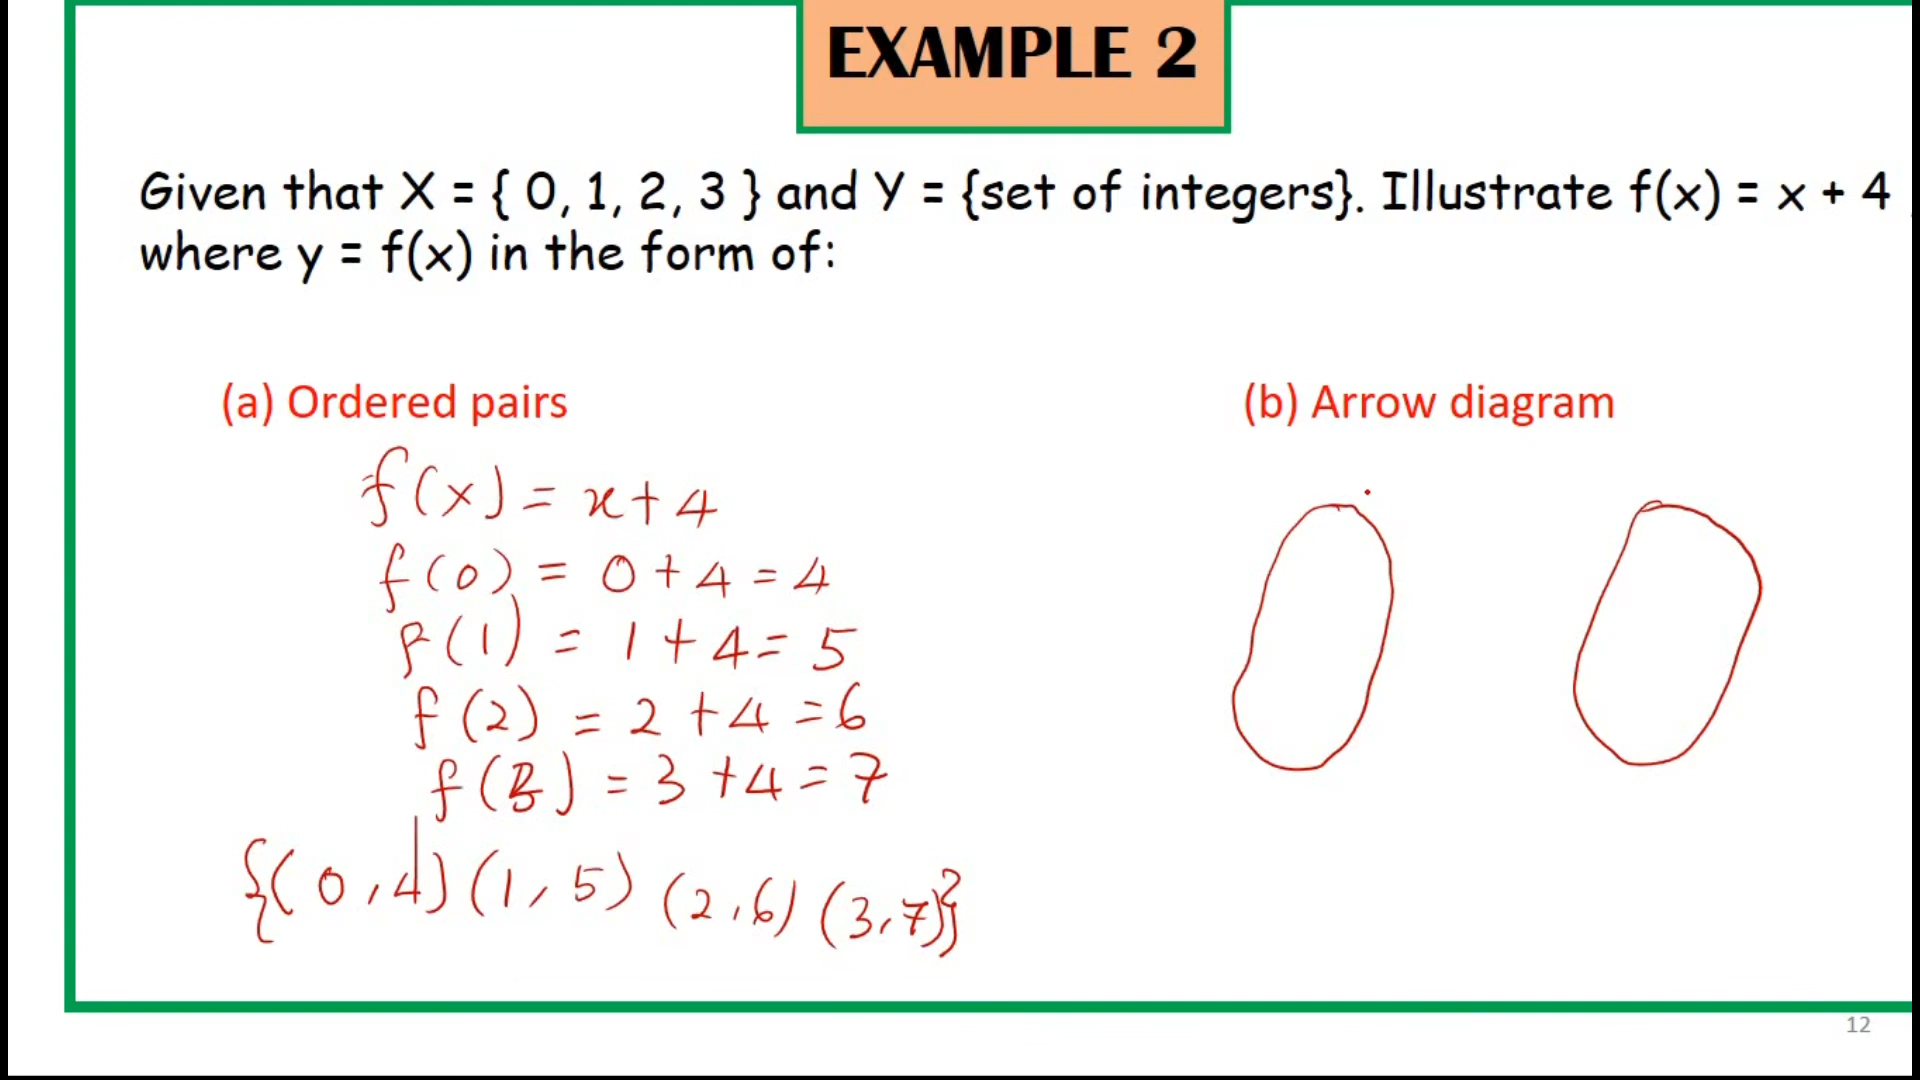 EXAMPLE 2
Given that X = { 0, 1, 2, 3 } and Y = {set of integers}. Illustrate f(x) = x + 4
where y = f(x) in the form of:
(a) Ordered pairs
f(x) = x + 4
f(0) = 0 + 4 = 4
f(1) = 1 + 4 = 5
f(2) = 2 + 4 = 6
f(3) = 3 + 4 = 7
{(0,4) (1,5) (2,6) (3,7)}
(b) Arrow diagram
12